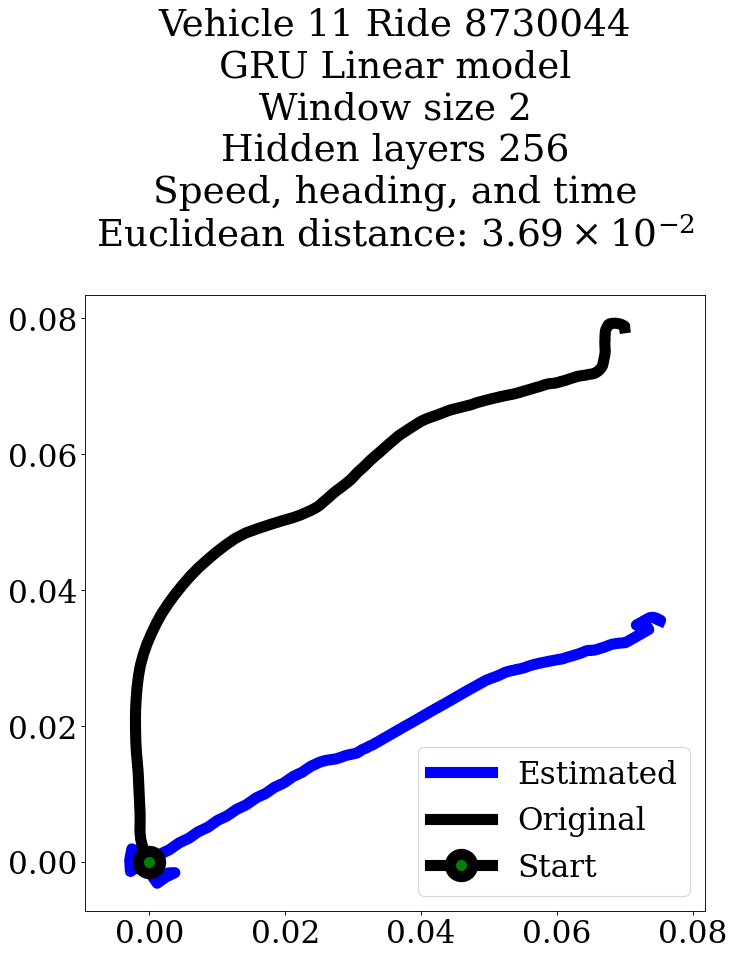 Vehicle 11 Ride 8730044
GRU Linear model
Window size 2
Hidden layers 256
Speed, heading, and time
Euclidean distance: 3.69 × 10⁻²
0.08
0.06
0.04
0.02
0.00
Estimated
Original
Start
0.00 0.02 0.04 0.06 0.08